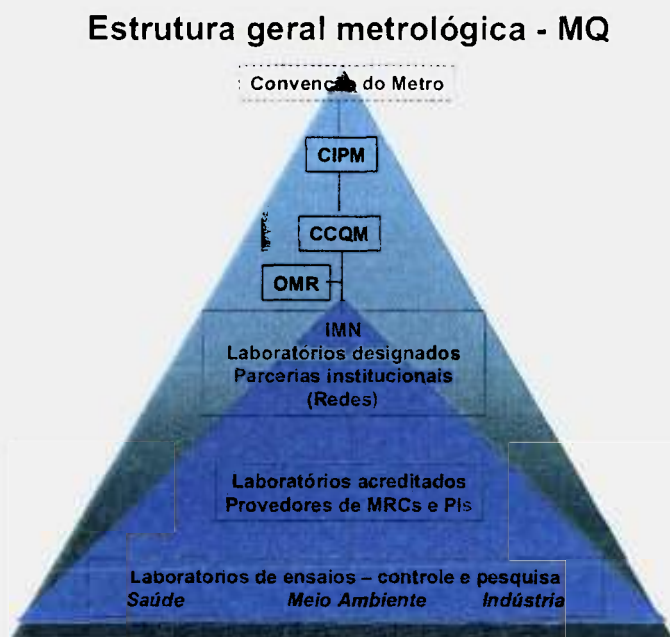 Estrutura geral metrológica - MQ
Convenção do Metro
CIPM
CCQM
OMR
IMN
Laboratórios designados
Parcerias institucionais
(Redes)
Laboratórios acreditados
Provedores de MRCs e PIs
Laboratorios de ensaios – controle e pesquisa
Saúde Meio Ambiente Indústria